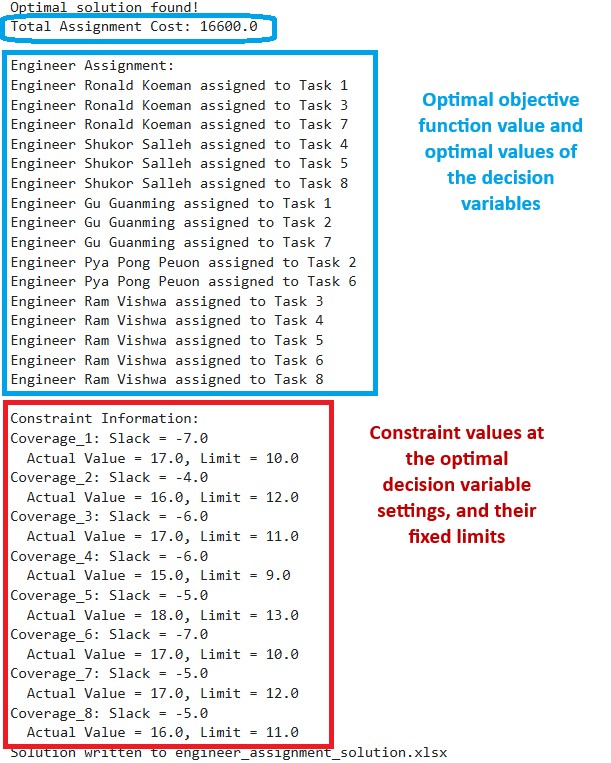 Optimal solution found!
Total Assignment Cost: 16600.0
Engineer Assignment:
Engineer Ronald Koeman assigned to Task 1
Engineer Ronald Koeman assigned to Task 3
Engineer Ronald Koeman assigned to Task 7
Engineer Shukor Salleh assigned to Task 4
Engineer Shukor Salleh assigned to Task 5
Engineer Shukor Salleh assigned to Task 8
Engineer Gu Guanming assigned to Task 1
Engineer Gu Guanming assigned to Task 2
Engineer Gu Guanming assigned to Task 7
Engineer Pya Pong Peuon assigned to Task 2
Engineer Pya Pong Peuon assigned to Task 6
Engineer Ram Vishwa assigned to Task 3
Engineer Ram Vishwa assigned to Task 4
Engineer Ram Vishwa assigned to Task 5
Engineer Ram Vishwa assigned to Task 6
Engineer Ram Vishwa assigned to Task 8
Optimal objective
function value and
optimal values of
the decision
variables
Constraint Information:
Coverage_1: Slack = -7.0
Actual Value = 17.0, Limit = 10.0
Coverage_2: Slack = -4.0
Actual Value = 16.0, Limit = 12.0
Coverage_3: Slack = -6.0
Actual Value = 17.0, Limit = 11.0
Coverage_4: Slack = -6.0
Actual Value = 15.0, Limit = 9.0
Coverage_5: Slack = -5.0
Actual Value = 18.0, Limit = 13.0
Coverage_6: Slack = -7.0
Actual Value = 17.0, Limit = 10.0
Coverage_7: Slack = -5.0
Actual Value = 17.0, Limit = 12.0
Coverage_8: Slack = -5.0
Actual Value = 16.0, Limit = 11.0
Constraint values at
the optimal
decision variable
settings, and their
fixed limits
Solution written to engineer_assignment_solution.xlsx